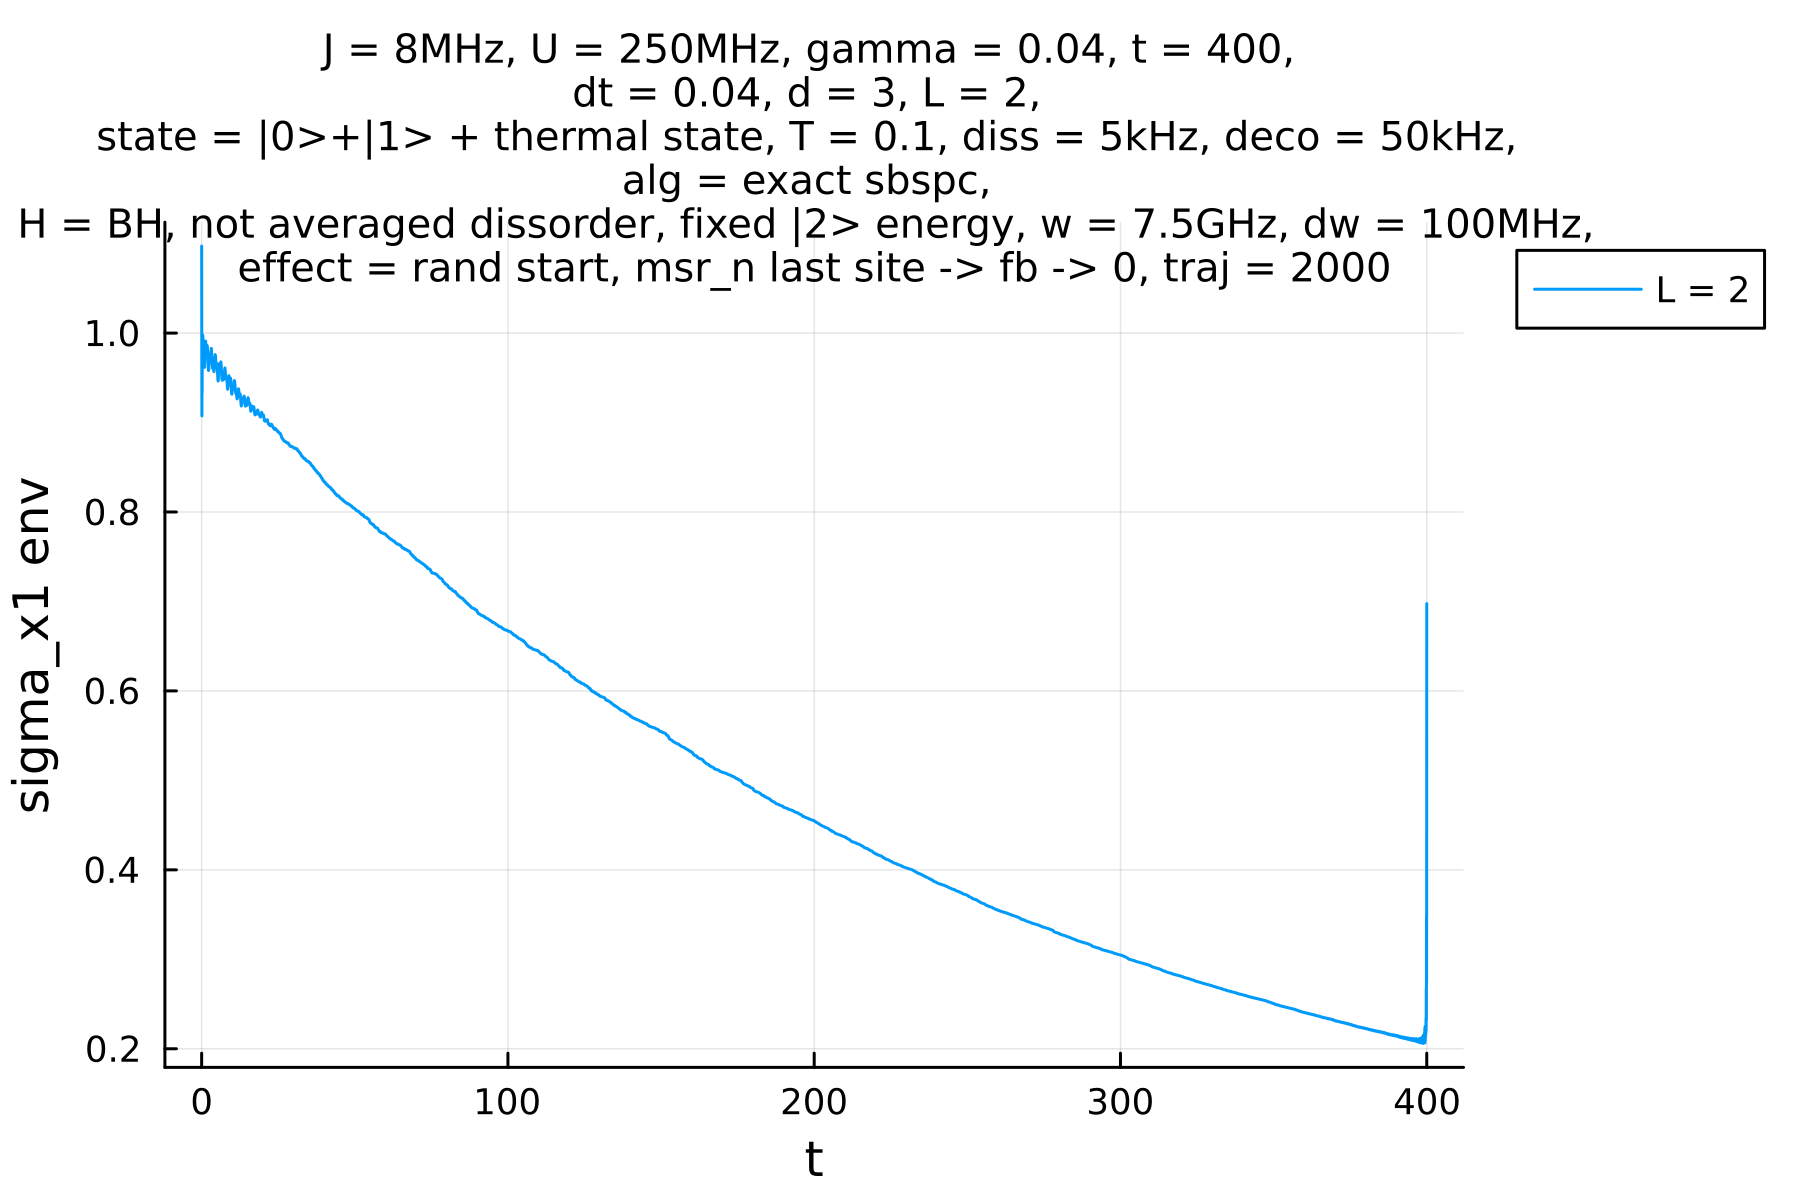 J = 8MHz, U = 250MHz, gamma = 0.04, t = 400,
dt = 0.04, d = 3, L = 2,
state = |0>+|1> + thermal state, T = 0.1, diss = 5kHz, deco = 50kHz,
alg = exact sbspc,
H = BH, not averaged dissorder, fixed |2> energy, w = 7.5GHz, dw = 100MHz,
effect = rand start, msr_n last site -> fb -> 0, traj = 2000
L = 2
1.0
0.8
0.6
0.4
0.2
sigma_x1 env
0 100 200 300 400
t